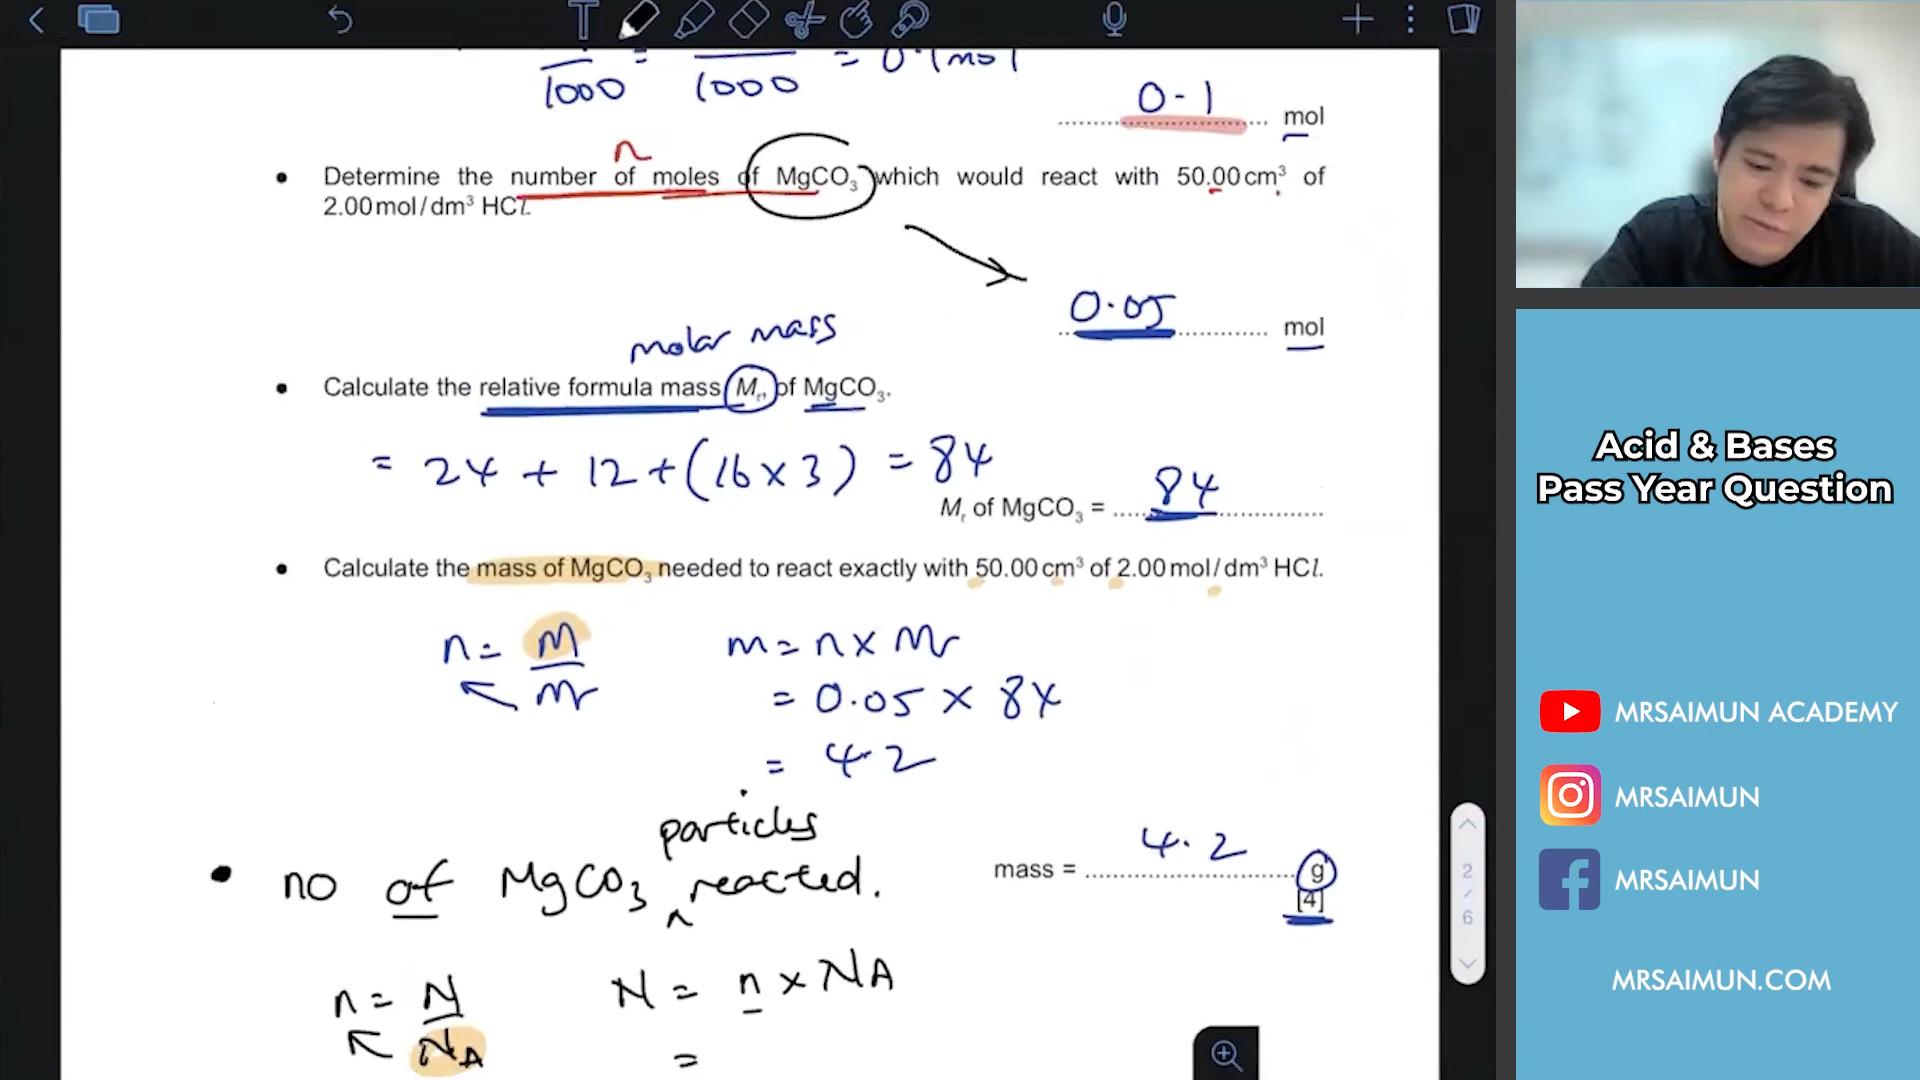 1000 = 1000 = 0.1mol
0.1
mol
n
• Determine the number of moles of MgCO₃ which would react with 50.00 cm³ of
2.00 mol/dm³ HCl.
0.05
mol
molar mass
• Calculate the relative formula mass Mᵣ, of MgCO₃.
= 24 + 12 + (16 x 3) = 84
Mᵣ of MgCO₃ = 84
• Calculate the mass of MgCO₃ needed to react exactly with 50.00 cm³ of 2.00 mol/dm³ HCl.
n = M/Mr
m = n x Mr
= 0.05 x 84
= 4.2
particles
• no of MgCO₃ ^ reacted.
mass = 4.2 g
[4]
n = N/NA
N = n x NA
=
2
/
6
Acid & Bases
Pass Year Question
MRSAIMUN ACADEMY
MRSAIMUN
MRSAIMUN
MRSAIMUN.COM